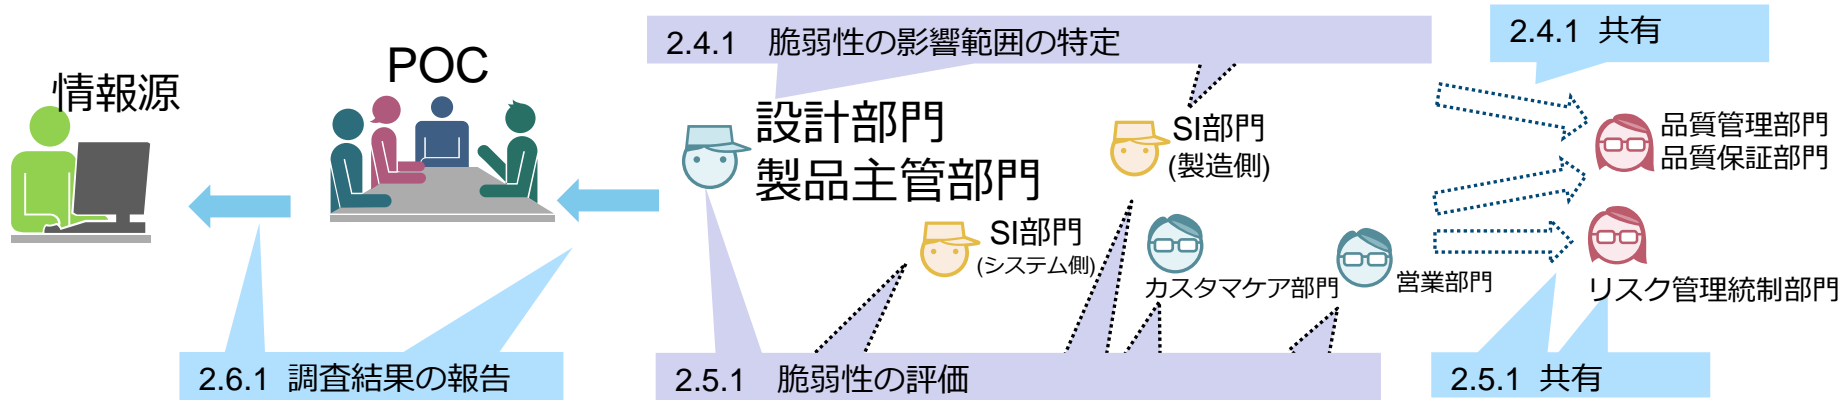 2.4.1 脆弱性の影響範囲の特定
2.4.1 共有
情報源
POC
設計部門
製品主管部門
SI部門
(製造側)
品質管理部門
品質保証部門
SI部門
(システム側)
カスタマケア部門
営業部門
リスク管理統制部門
2.6.1 調査結果の報告
2.5.1 脆弱性の評価
2.5.1 共有